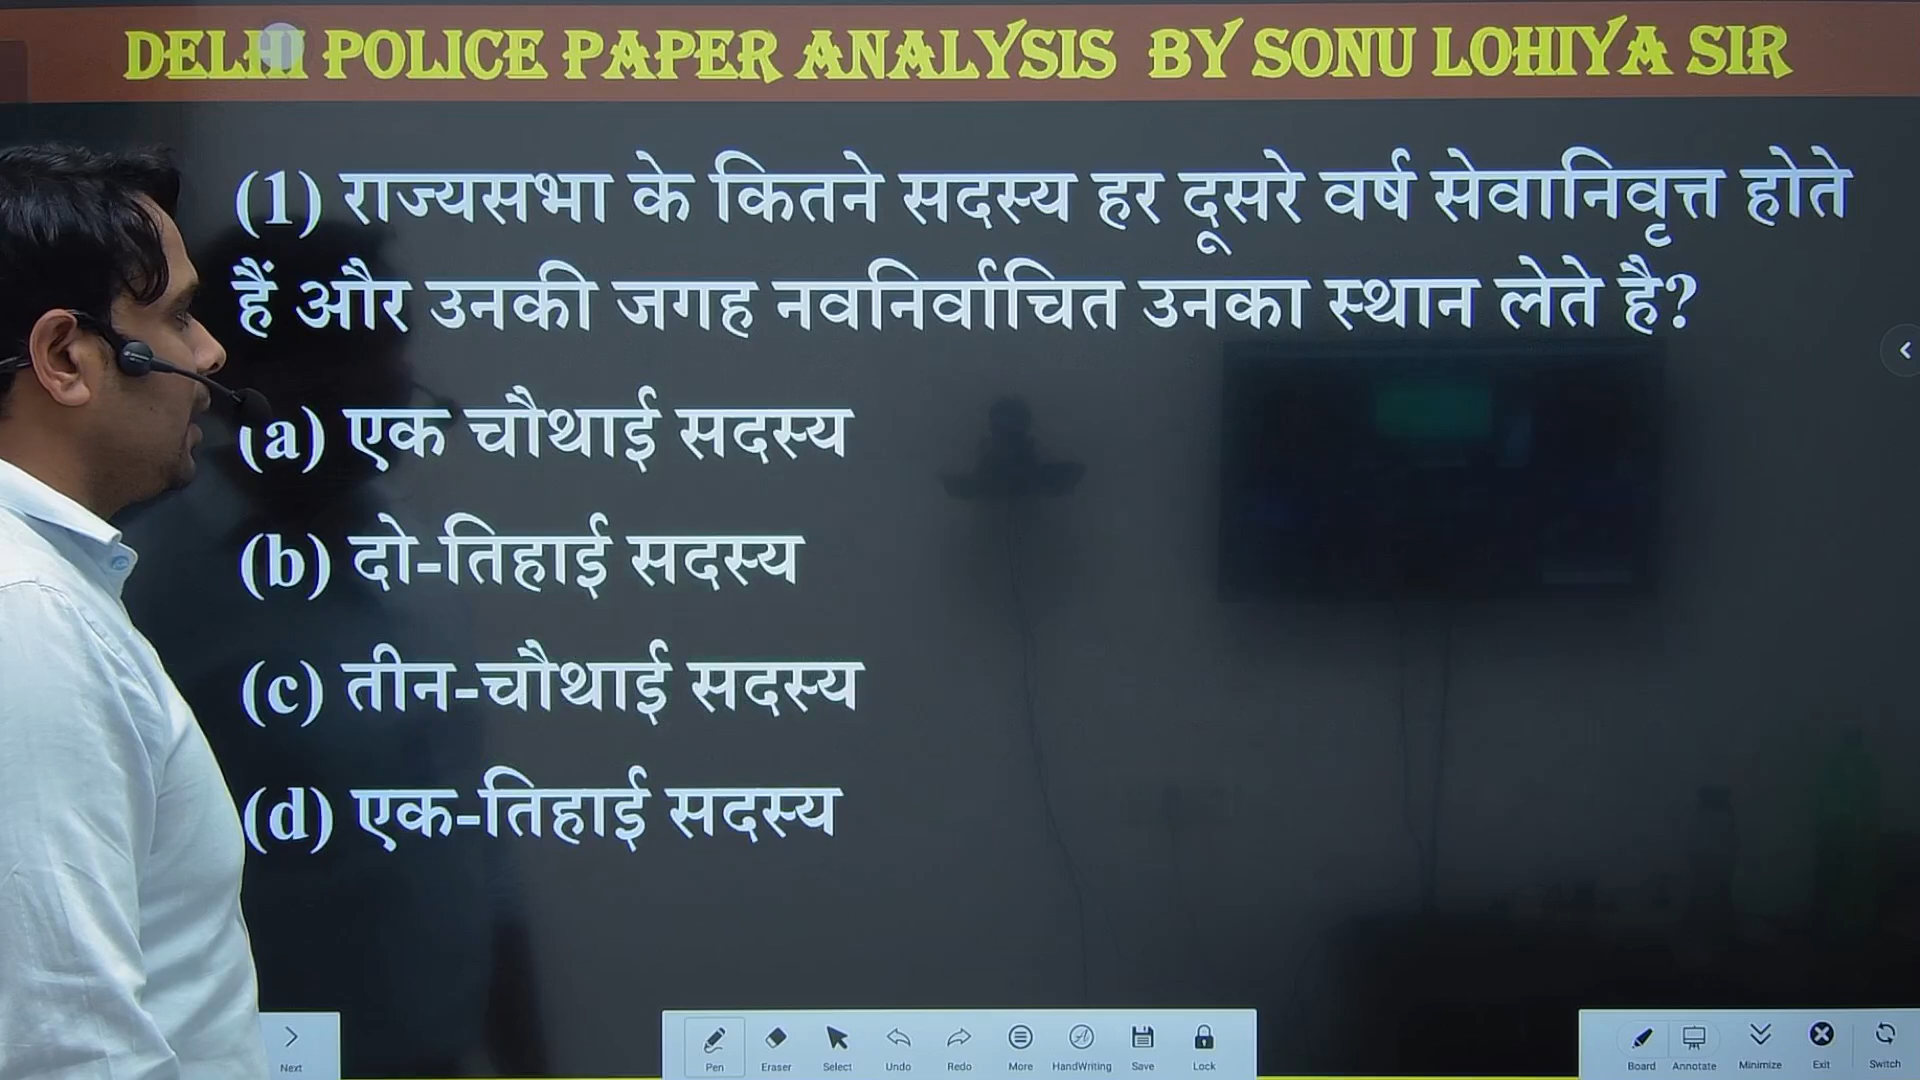 DELHI POLICE PAPER ANALYSIS BY SONU LOHIYA SIR
(1) राज्यसभा के कितने सदस्य हर दूसरे वर्ष सेवानिवृत्त होते
हैं और उनकी जगह नवनिर्वाचित उनका स्थान लेते है?
(a) एक चौथाई सदस्य
(b) दो-तिहाई सदस्य
(c) तीन-चौथाई सदस्य
(d) एक-तिहाई सदस्य
Next Pen Eraser Select Undo Redo More HandWriting Save Lock Board Annotate Minimize Exit Switch